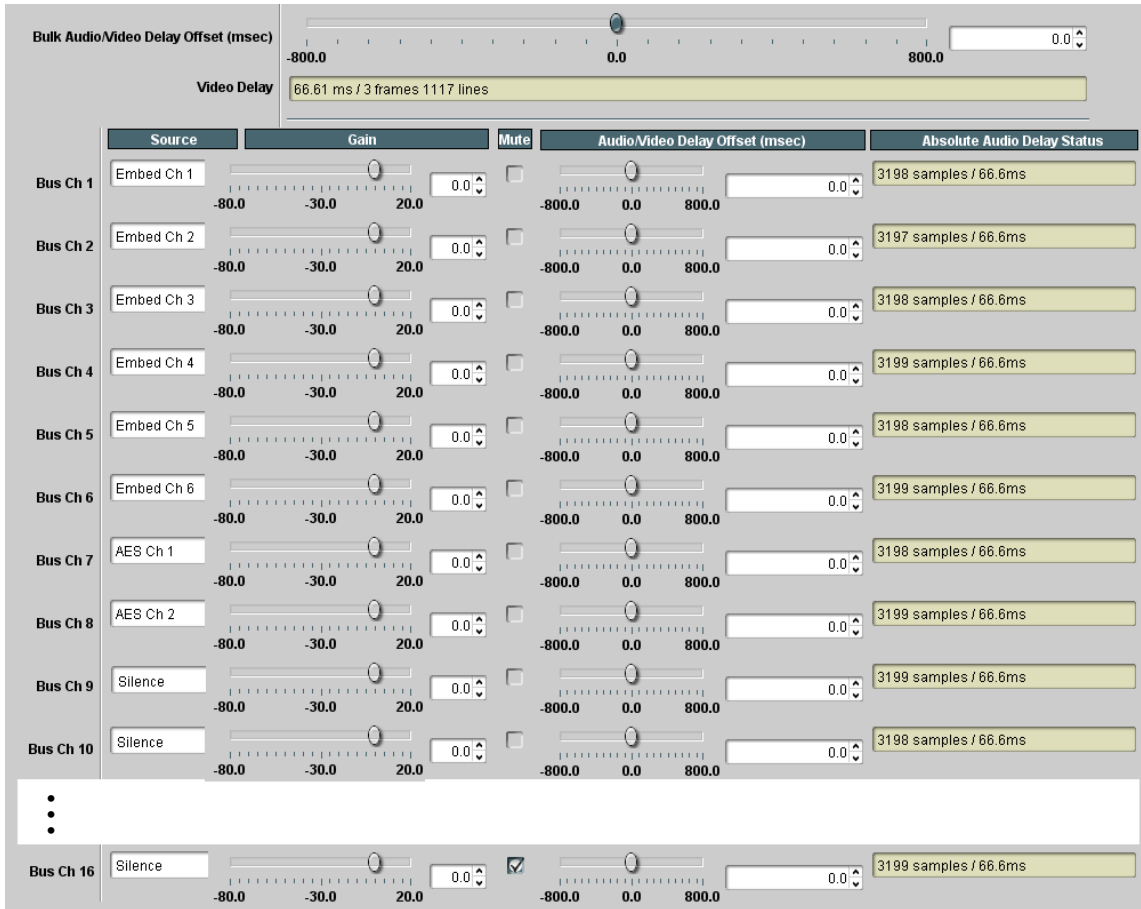 Bulk Audio/Video Delay Offset (msec)
-800.0 0.0 800.0 0.0
Video Delay 66.61 ms / 3 frames 1117 lines
Source Gain Mute Audio/Video Delay Offset (msec) Absolute Audio Delay Status
Bus Ch 1 Embed Ch 1 0.0 0.0 3198 samples / 66.6ms
-80.0 -30.0 20.0 -800.0 0.0 800.0
Bus Ch 2 Embed Ch 2 0.0 0.0 3197 samples / 66.6ms
-80.0 -30.0 20.0 -800.0 0.0 800.0
Bus Ch 3 Embed Ch 3 0.0 0.0 3198 samples / 66.6ms
-80.0 -30.0 20.0 -800.0 0.0 800.0
Bus Ch 4 Embed Ch 4 0.0 0.0 3199 samples / 66.6ms
-80.0 -30.0 20.0 -800.0 0.0 800.0
Bus Ch 5 Embed Ch 5 0.0 0.0 3198 samples / 66.6ms
-80.0 -30.0 20.0 -800.0 0.0 800.0
Bus Ch 6 Embed Ch 6 0.0 0.0 3199 samples / 66.6ms
-80.0 -30.0 20.0 -800.0 0.0 800.0
Bus Ch 7 AES Ch 1 0.0 0.0 3198 samples / 66.6ms
-80.0 -30.0 20.0 -800.0 0.0 800.0
Bus Ch 8 AES Ch 2 0.0 0.0 3199 samples / 66.6ms
-80.0 -30.0 20.0 -800.0 0.0 800.0
Bus Ch 9 Silence 0.0 0.0 3199 samples / 66.6ms
-80.0 -30.0 20.0 -800.0 0.0 800.0
Bus Ch 10 Silence 0.0 0.0 3198 samples / 66.6ms
-80.0 -30.0 20.0 -800.0 0.0 800.0
Bus Ch 16 Silence 0.0 0.0 3199 samples / 66.6ms
-80.0 -30.0 20.0 -800.0 0.0 800.0